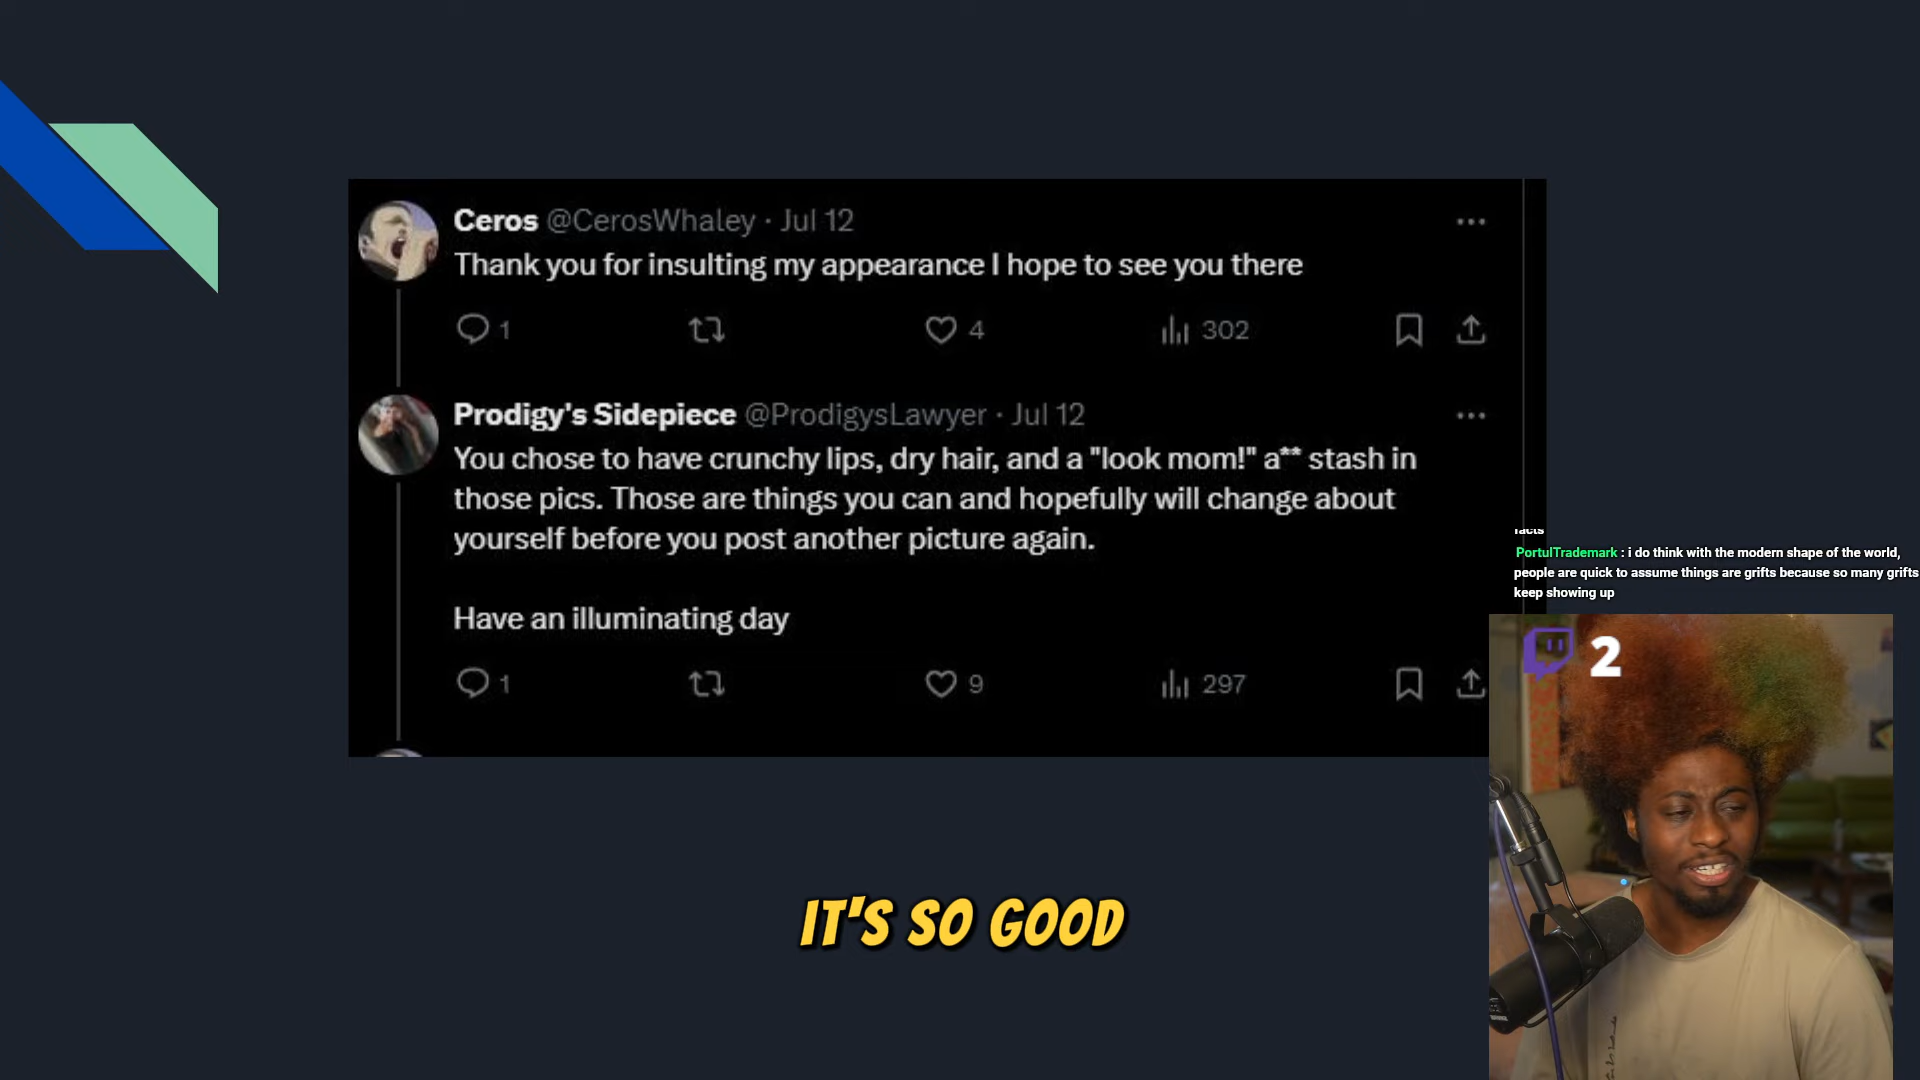 Ceros @CerosWhaley · Jul 12
Thank you for insulting my appearance I hope to see you there
1 4 302
Prodigy's Sidepiece @ProdigysLawyer · Jul 12
You chose to have crunchy lips, dry hair, and a "look mom!" a** stash in
those pics. Those are things you can and hopefully will change about
yourself before you post another picture again.
Have an illuminating day
1 9 297
facts
PortulTrademark : i do think with the modern shape of the world,
people are quick to assume things are grifts because so many grifts
keep showing up
2
IT'S SO GOOD